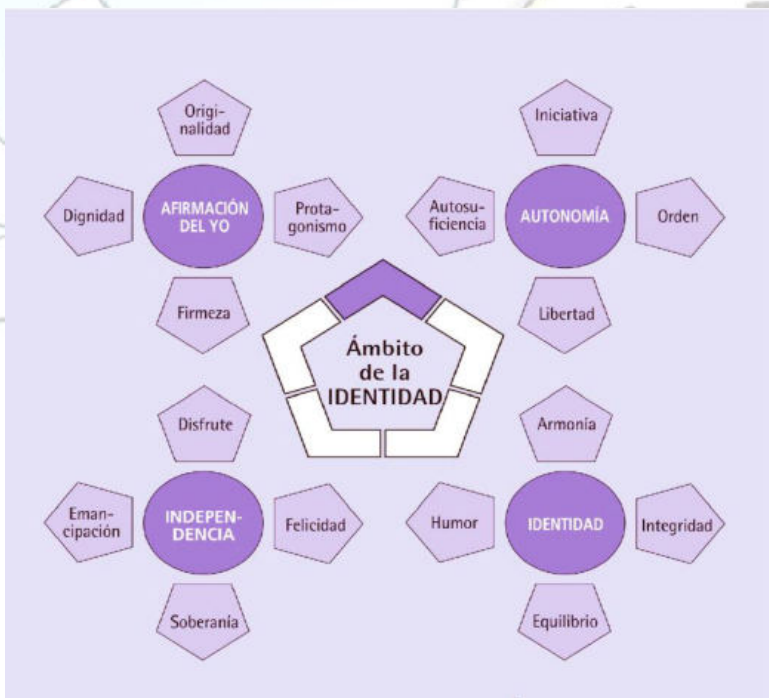 Origi-
nalidad
Dignidad
AFIRMACIÓN
DEL YO
Prota-
gonismo
Firmeza
Iniciativa
Autosu-
ficiencia
AUTONOMÍA
Orden
Libertad
Ámbito
de la
IDENTIDAD
Disfrute
Eman-
cipación
INDEPEN-
DENCIA
Felicidad
Soberanía
Armonía
Humor
IDENTIDAD
Integridad
Equilibrio